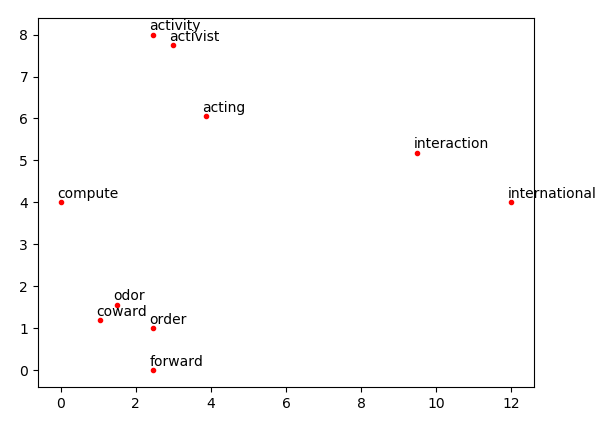 8
activity
activist
7
acting
6
interaction
5
compute
international
4
3
2
odor
coward
order
1
forward
0
0 2 4 6 8 10 12